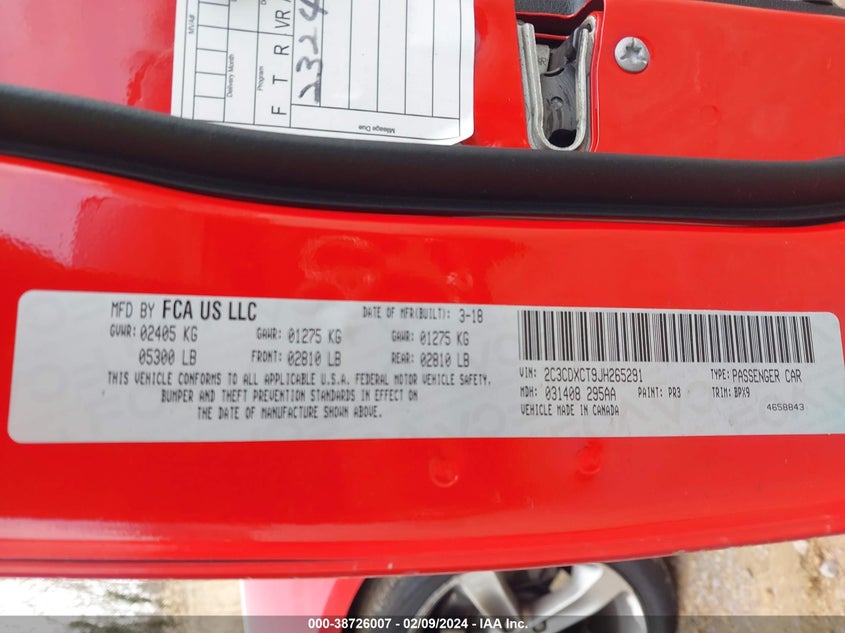 MVA#
Delivery Month
Program
F T R VR
2324
Mileage Due
MFD BY FCA US LLC
DATE OF MFR(BUILT): 3-18
GVWR: 02405 KG GAWR: 01275 KG GAWR: 01275 KG
05300 LB FRONT: 02810 LB REAR: 02810 LB
THIS VEHICLE CONFORMS TO ALL APPLICABLE U.S.A. FEDERAL MOTOR VEHICLE SAFETY,
BUMPER AND THEFT PREVENTION STANDARDS IN EFFECT ON
THE DATE OF MANUFACTURE SHOWN ABOVE.
VIN: 2C3CDXCT9JH265291 TYPE: PASSENGER CAR
MDH: 031408 295AA PAINT: PR3 TRIM: BPX9
VEHICLE MADE IN CANADA
4658843
000-38726007 - 02/09/2024 - IAA Inc.